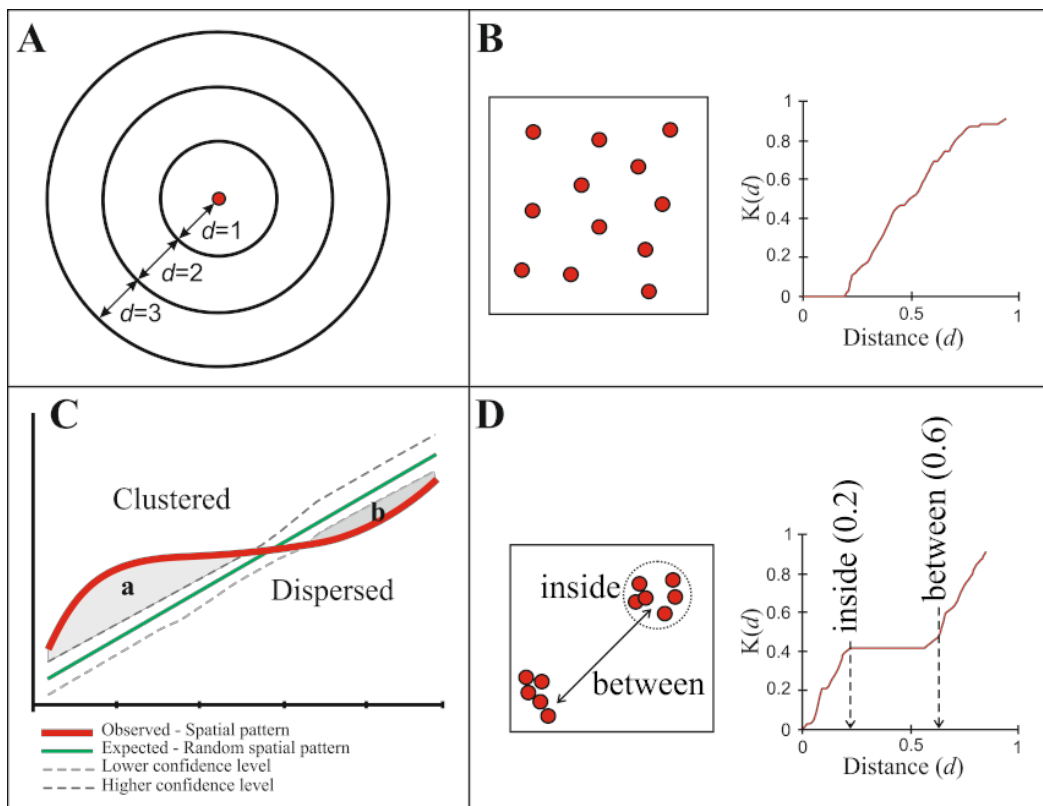 A
d=1
d=2
d=3
B
K(d)
1
0.8
0.6
0.4
0.2
0
0
0.5
1
Distance (d)
C
Clustered
a
b
Dispersed
Observed - Spatial pattern
Expected - Random spatial pattern
Lower confidence level
Higher confidence level
D
inside
between
inside (0.2)
between (0.6)
K(d)
1
0.8
0.6
0.4
0.2
0
0
0.5
1
Distance (d)